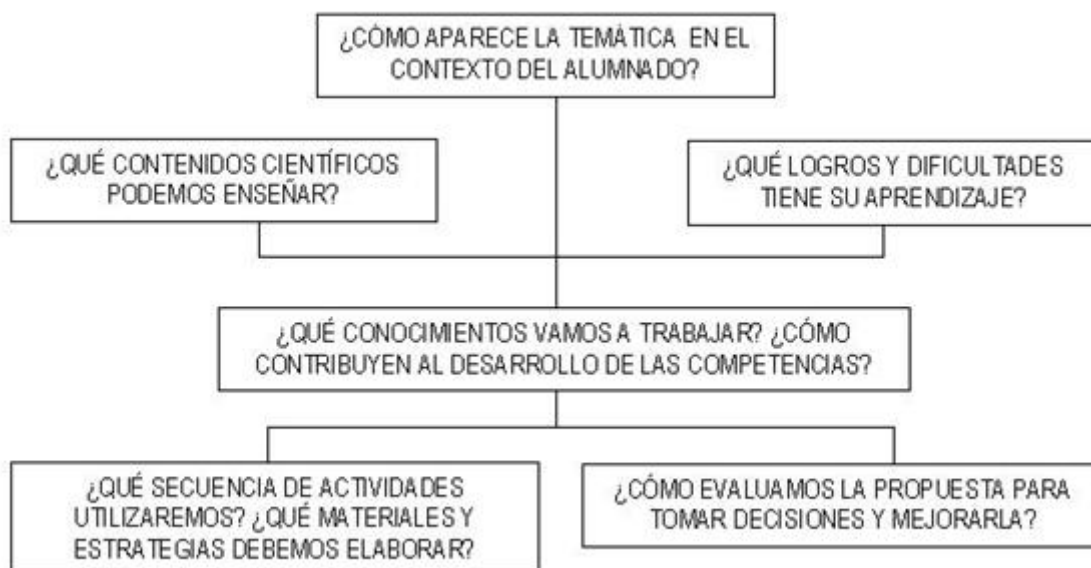 ¿CÓMO APARECE LA TEMÁTICA EN EL
CONTEXTO DEL ALUMNADO?
¿QUÉ CONTENIDOS CIENTÍFICOS
PODEMOS ENSEÑAR?
¿QUÉ LOGROS Y DIFICULTADES
TIENE SU APRENDIZAJE?
¿QUÉ CONOCIMIENTOS VAMOS A TRABAJAR? ¿CÓMO
CONTRIBUYEN AL DESARROLLO DE LAS COMPETENCIAS?
¿QUÉ SECUENCIA DE ACTIVIDADES
UTILIZAREMOS? ¿QUÉ MATERIALES Y
ESTRATEGIAS DEBEMOS ELABORAR?
¿CÓMO EVALUAMOS LA PROPUESTA PARA
TOMAR DECISIONES Y MEJORARLA?